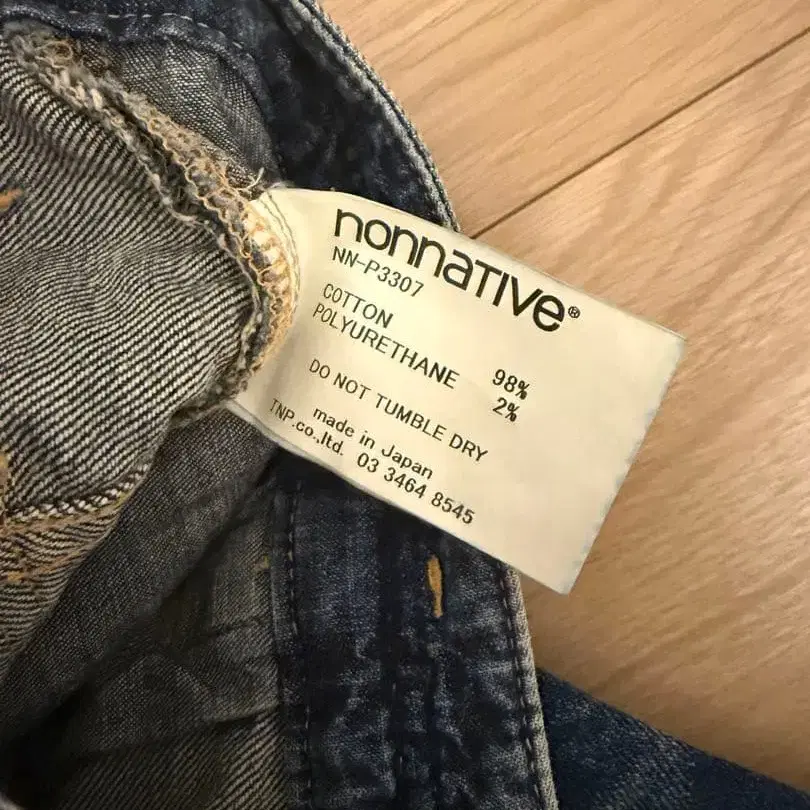 nonnative®
NN-P3307
COTTON 98%
POLYURETHANE 2%
DO NOT TUMBLE DRY
made in Japan
TNP.co.,ltd. 03 3464 8545